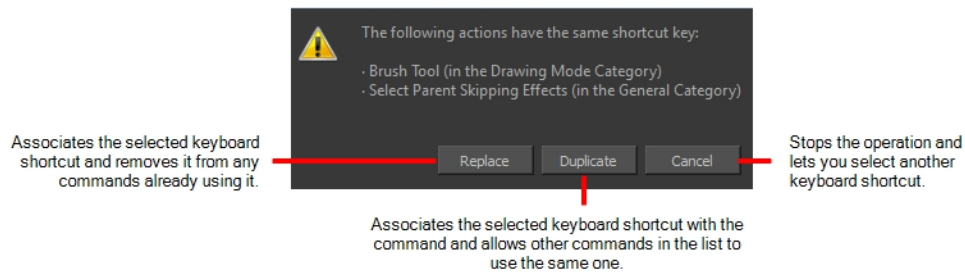 The following actions have the same shortcut key:
· Brush Tool (in the Drawing Mode Category)
· Select Parent Skipping Effects (in the General Category)
Associates the selected keyboard
shortcut and removes it from any
commands already using it.
Replace
Duplicate
Cancel
Stops the operation and
lets you select another
keyboard shortcut.
Associates the selected keyboard shortcut with the
command and allows other commands in the list to
use the same one.